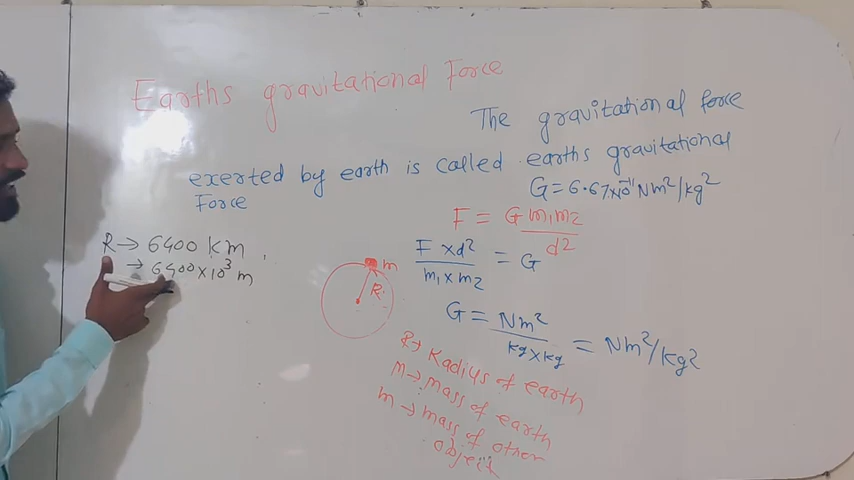 Earths gravitational Force
The gravitational force
exerted by earth is called earths gravitational
Force
G = 6.67×10⁻¹¹ Nm²/kg²
F = G m₁m₂
d²
R → 6400 km
→ 6400 × 10³ m
F × d²
m₁ × m₂
= G
m
R
G = Nm²
kg × kg
= Nm²/kg²
R → Radius of earth
M → mass of earth
m → mass of other
object